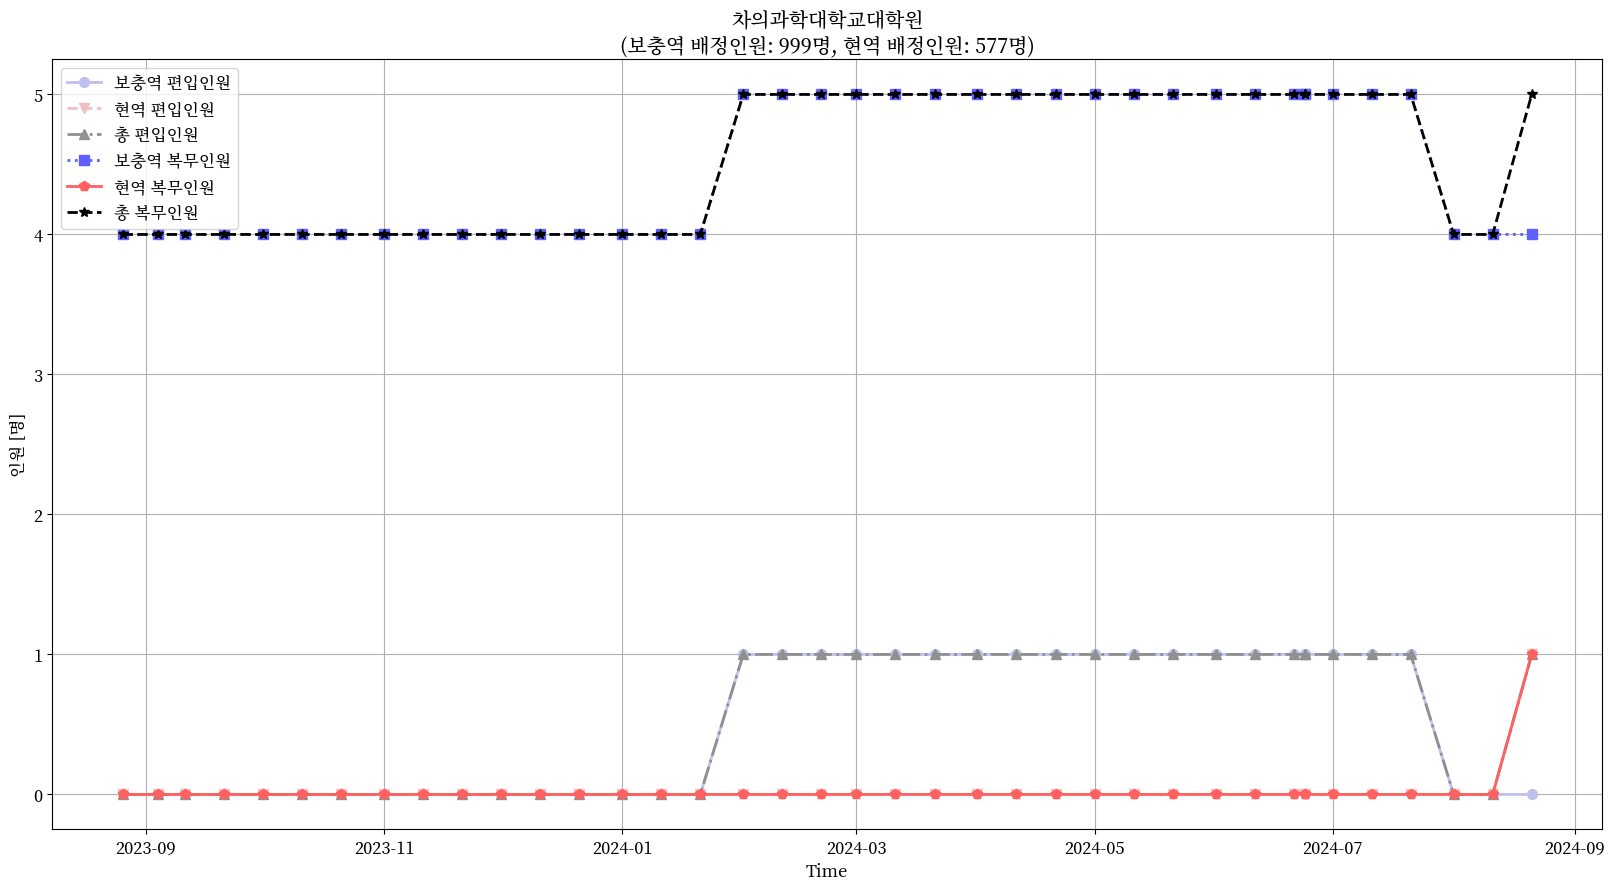 차의과학대학교대학원
(보충역 배정인원: 999명, 현역 배정인원: 577명)
보충역 편입인원
현역 편입인원
총 편입인원
보충역 복무인원
현역 복무인원
총 복무인원
5
4
3
2
1
0
인원 [명]
2023-09
2023-11
2024-01
2024-03
2024-05
2024-07
2024-09
Time